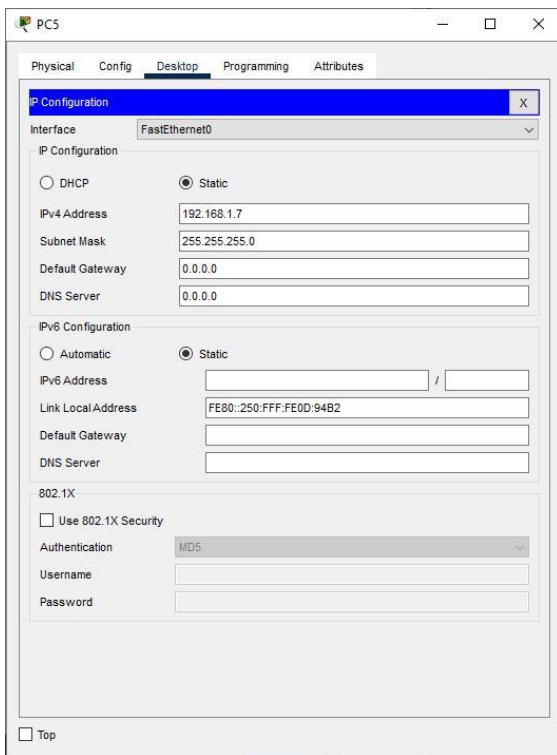 PC5
Physical Config Desktop Programming Attributes
IP Configuration X
Interface FastEthernet0
IP Configuration
DHCP Static
IPv4 Address 192.168.1.7
Subnet Mask 255.255.255.0
Default Gateway 0.0.0.0
DNS Server 0.0.0.0
IPv6 Configuration
Automatic Static
IPv6 Address /
Link Local Address FE80::250:FFF:FE0D:94B2
Default Gateway
DNS Server
802.1X
Use 802.1X Security
Authentication MD5
Username
Password
Top